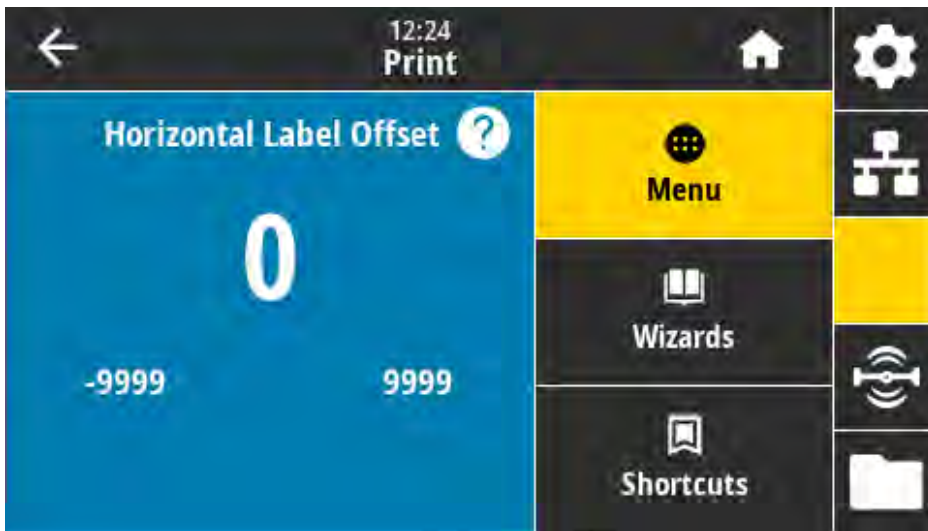 12:24
Print
Horizontal Label Offset ?
0
-9999 9999
Menu
Wizards
Shortcuts